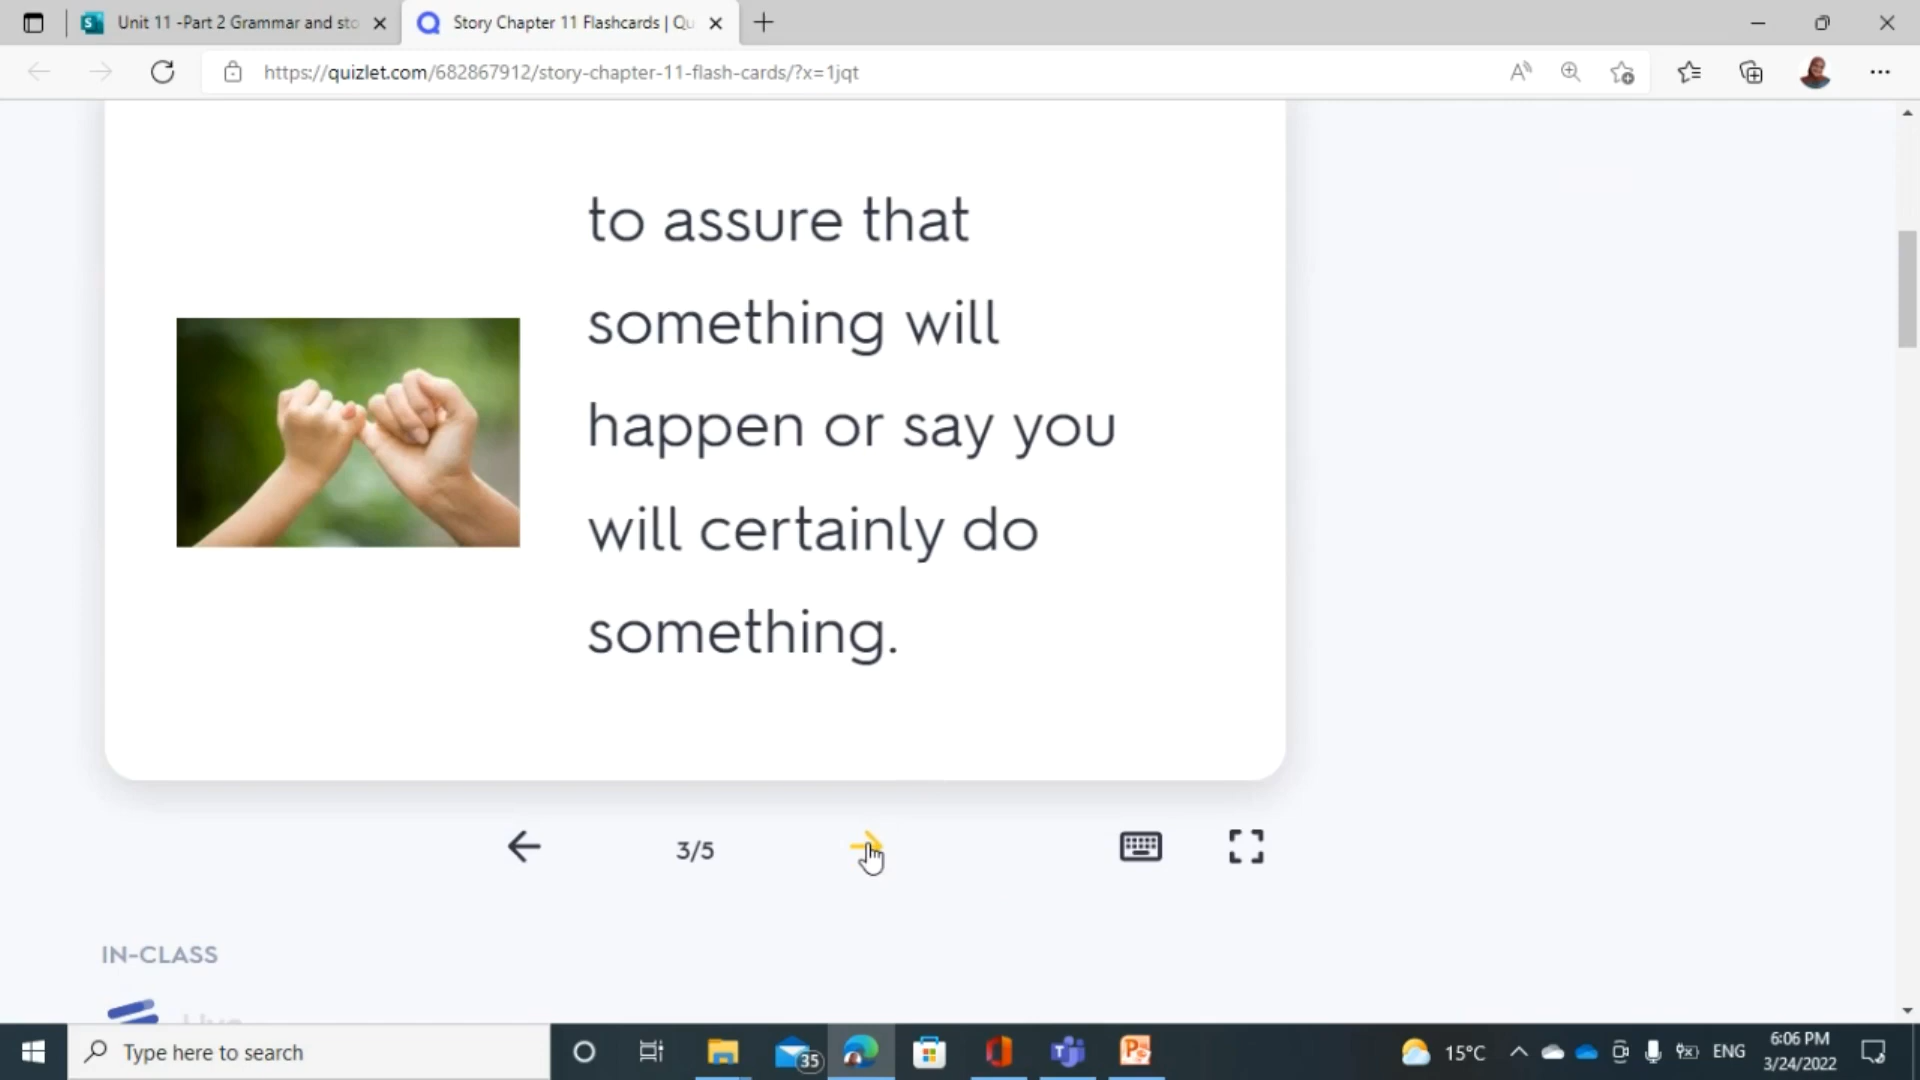 Unit 11 -Part 2 Grammar and sto
Story Chapter 11 Flashcards | Qu
https://quizlet.com/682867912/story-chapter-11-flash-cards/?x=1jqt
to assure that
something will
happen or say you
will certainly do
something.
3/5
IN-CLASS
Live
Type here to search
35
15°C
ENG
6:06 PM
3/24/2022